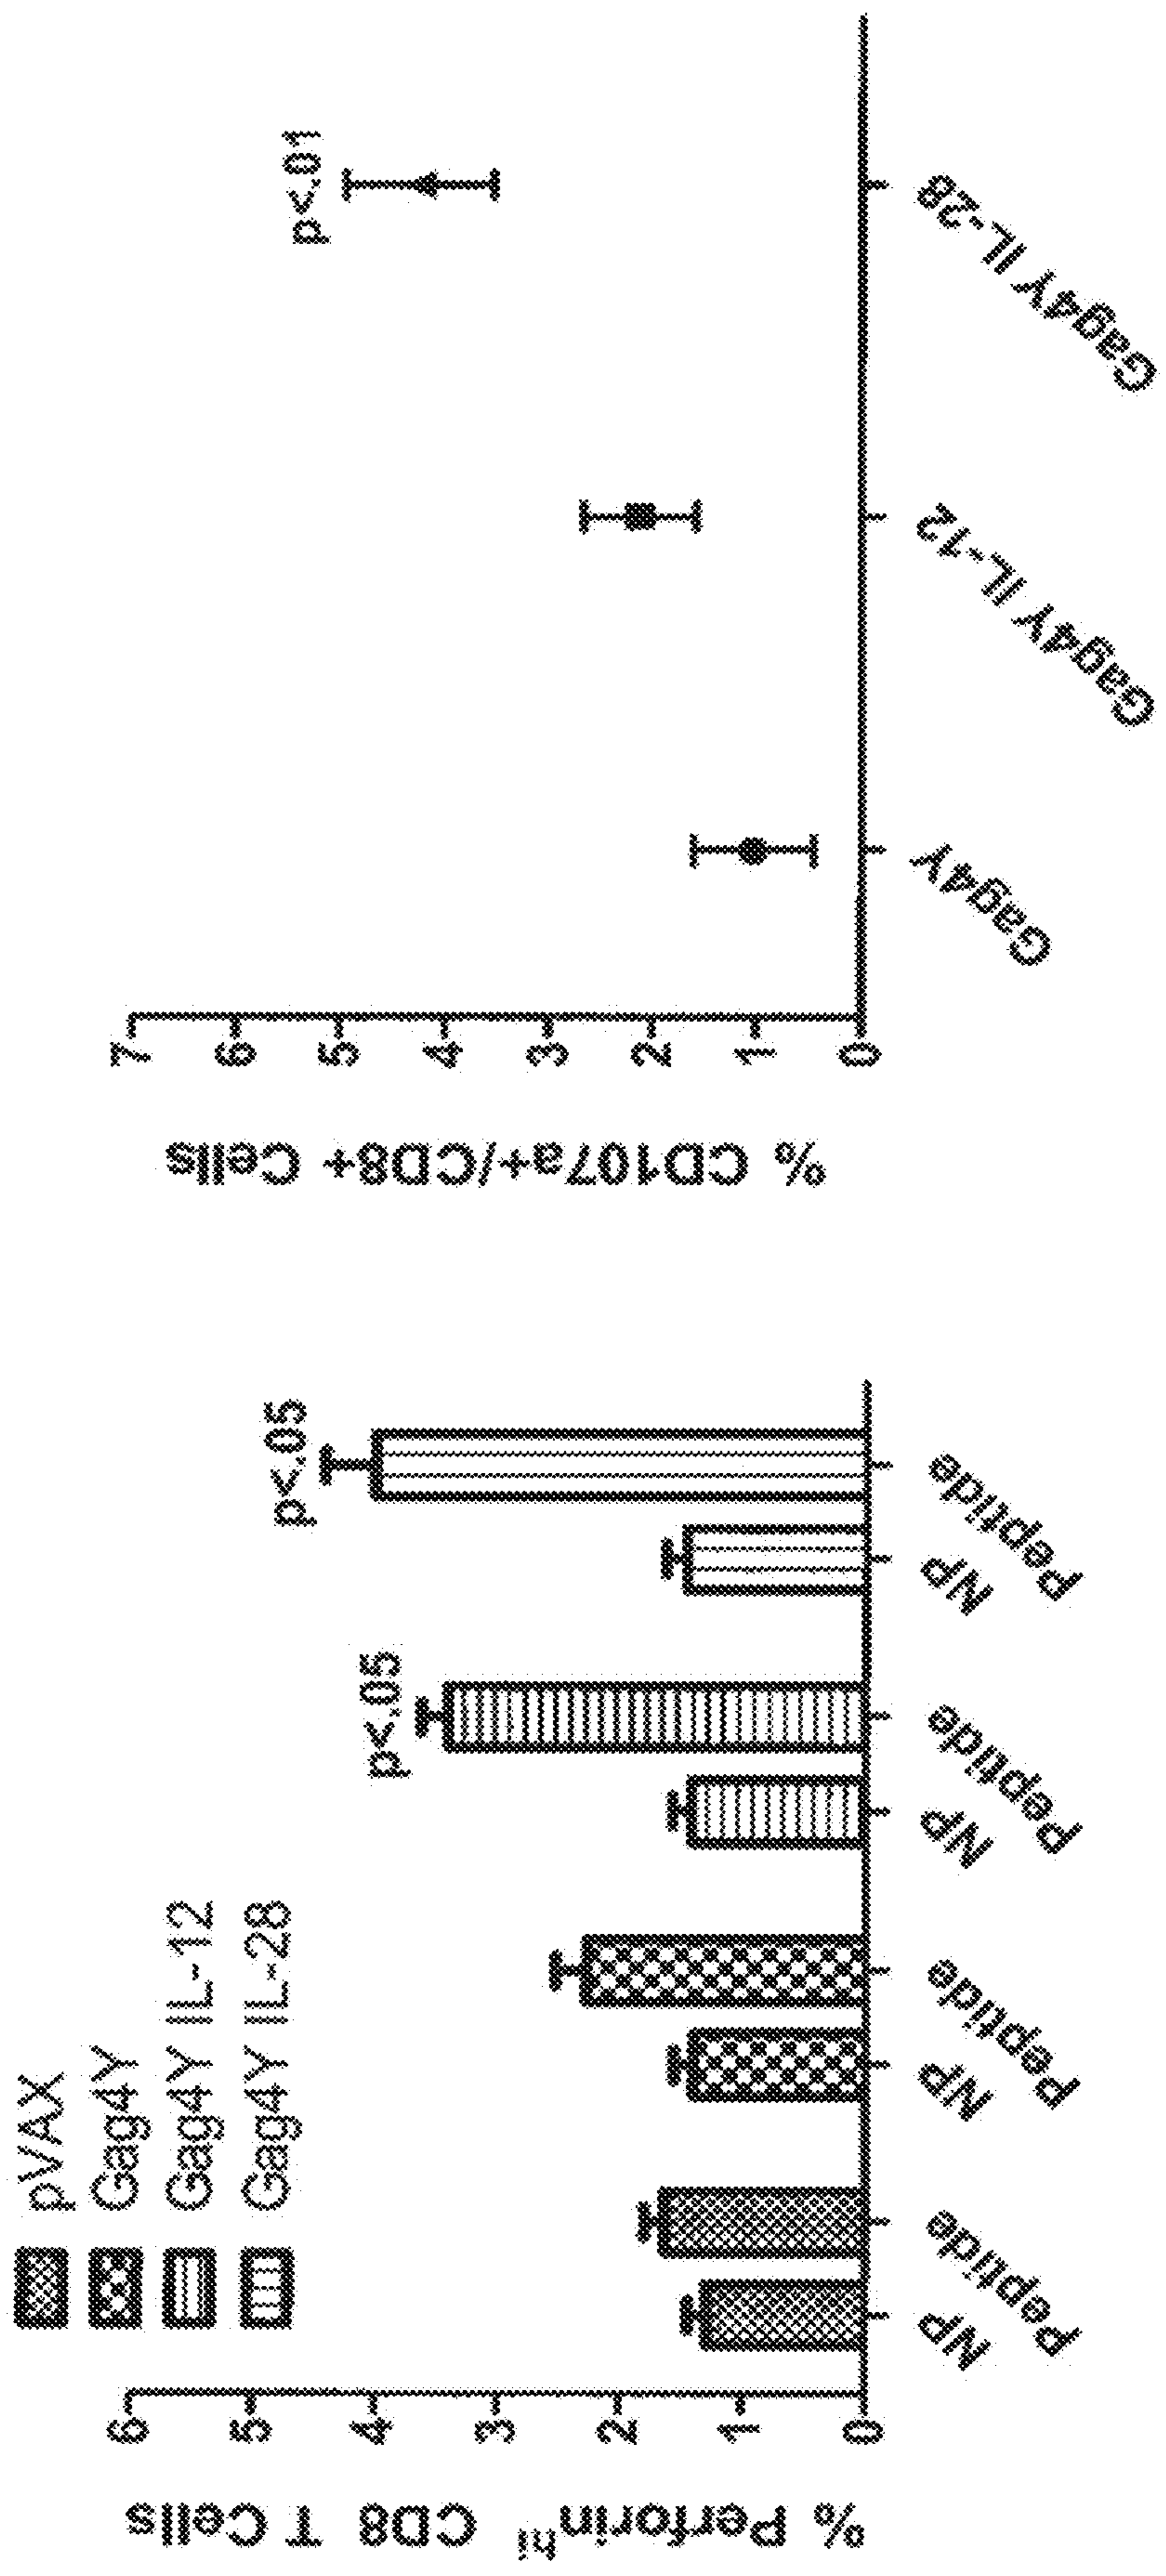 pVAX
Gag4Y
Gag4Y IL-12
Gag4Y IL-28
% Perforin^hi CD8 T Cells
6
5
4
3
2
1
0
p<.05
p<.05
NP
Peptide
NP
Peptide
NP
Peptide
NP
Peptide
% CD107a+/CD8+ Cells
7
6
5
4
3
2
1
0
p<.01
Gag4Y
Gag4Y IL-12
Gag4Y IL-28